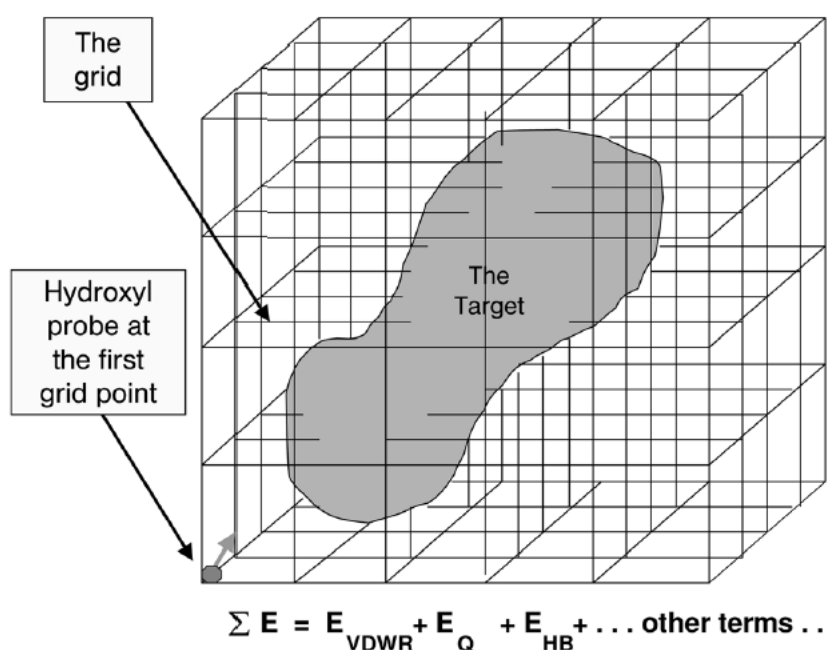 The
grid
The
Target
Hydroxyl
probe at
the first
grid point
∑ E = E_VDWR + E_Q + E_HB + . . . other terms . .